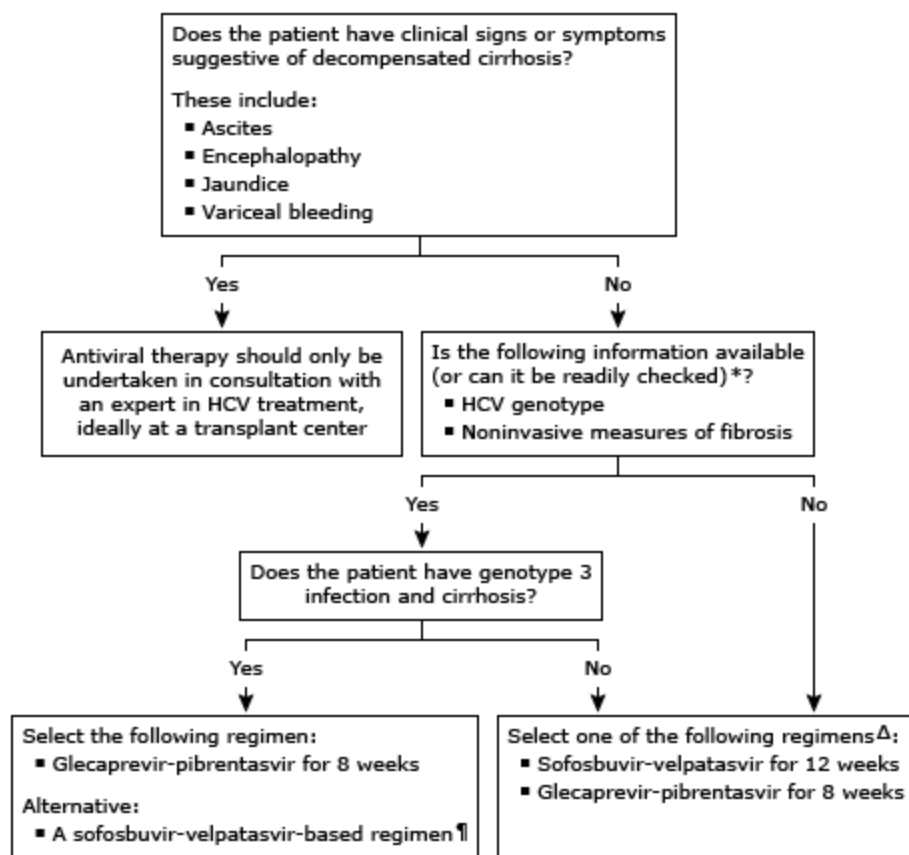 Does the patient have clinical signs or symptoms
suggestive of decompensated cirrhosis?
These include:
▪ Ascites
▪ Encephalopathy
▪ Jaundice
▪ Variceal bleeding
Yes
No
Antiviral therapy should only be
undertaken in consultation with
an expert in HCV treatment,
ideally at a transplant center
Is the following information available
(or can it be readily checked)*?
▪ HCV genotype
▪ Noninvasive measures of fibrosis
Yes
No
Does the patient have genotype 3
infection and cirrhosis?
Yes
No
Select the following regimen:
▪ Glecaprevir-pibrentasvir for 8 weeks
Alternative:
▪ A sofosbuvir-velpatasvir-based regimen¶
Select one of the following regimensΔ:
▪ Sofosbuvir-velpatasvir for 12 weeks
▪ Glecaprevir-pibrentasvir for 8 weeks